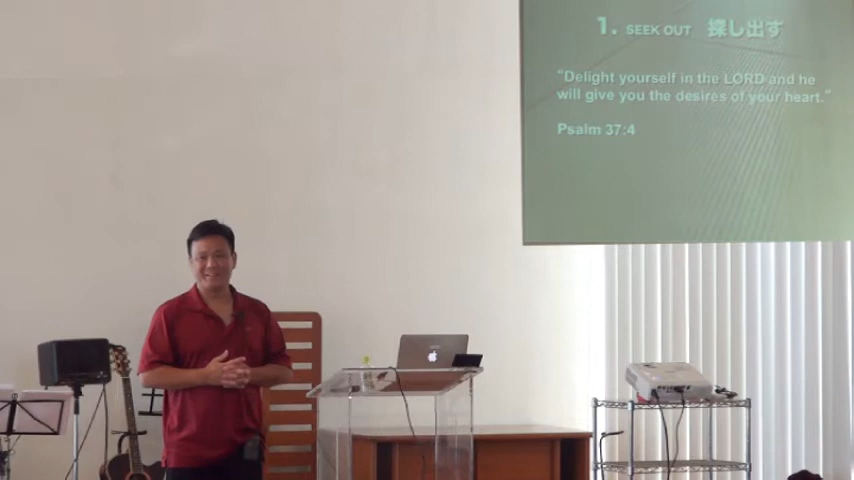 1. SEEK OUT 探し出す
"Delight yourself in the LORD and he
will give you the desires of your heart."
Psalm 37:4